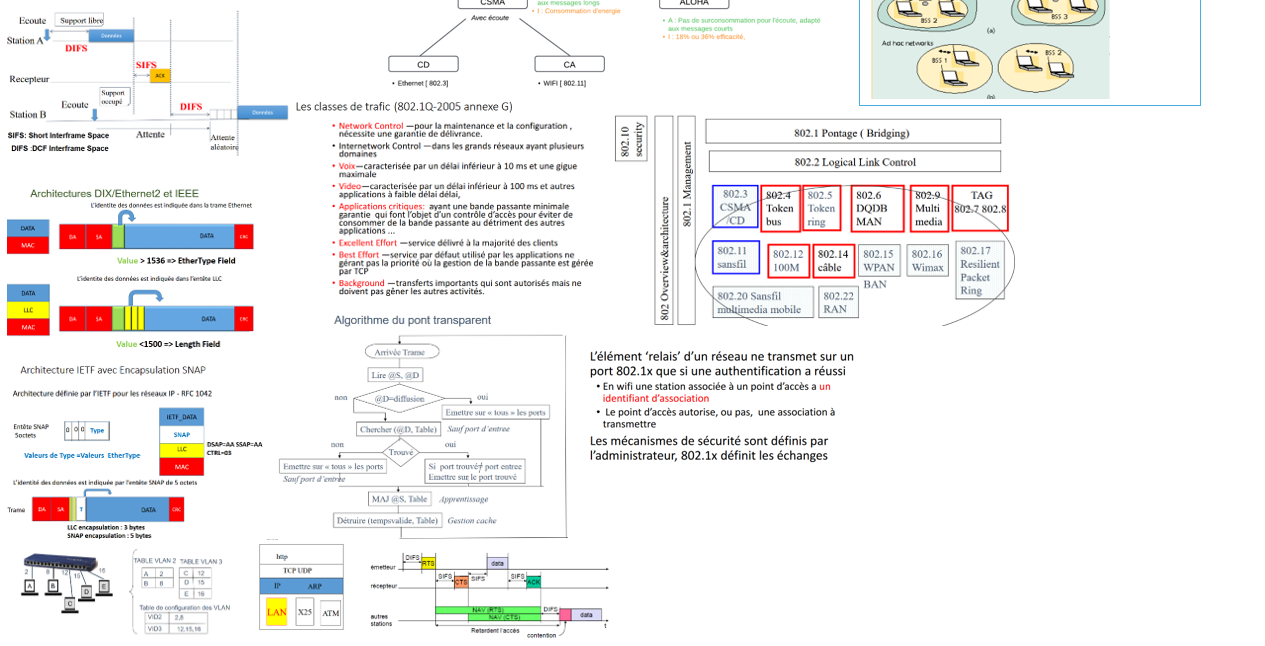 CSMA
Avec écoute
aux messages longs
• I : Consommation d'energie
CD
CA
• Ethernet [ 802.3]
• WIFI [ 802.11]
ALOHA
• A : Pas de surconsommation pour l'écoute, adapté
aux messages courts
• I : 18% ou 36% efficacité,
BSS 2
BSS 3
(a)
Ad hac networks
BSS 1
BSS 2
(b)
Ecoute
Support libre
Station A
Données
DIFS
SIFS
Recepteur
ACK
Support
occupé
Ecoute
DIFS
Station B
Données
SIFS: Short Interframe Space
DIFS :DCF Interframe Space
Attente
Attente
aléatoire
Les classes de trafic (802.1Q-2005 annexe G)
• Network Control —pour la maintenance et la configuration ,
nécessite une garantie de délivrance.
• Internetwork Control —dans les grands réseaux ayant plusieurs
domaines
• Voix—caracterisée par un délai inférieur à 10 ms et une gigue
maximale
• Video—caractérisée par un délai inférieur à 100 ms et autres
applications à faible délai délai,
• Applications critiques: ayant une bande passante minimale
garantie qui font l'objet d'un contrôle d'accès pour éviter de
consommer de la bande passante au détriment des autres
applications ...
• Excellent Effort —service délivré à la majorité des clients
• Best Effort —service par défaut utilisé par les applications ne
gérant pas la priorité où la gestion de la bande passante est gérée
par TCP
• Background —transferts importants qui sont autorisés mais ne
doivent pas gêner les autres activités.
802.10
security
802 Overview&architecture
802.1 Management
802.1 Pontage ( Bridging)
802.2 Logical Link Control
802.3
CSMA
/CD
802.4
Token
bus
802.5
Token
ring
802.6
DQDB
MAN
802.9
Multi
media
TAG
802.7 802.8
802.11
sansfil
802.12
100M
802.14
câble
802.15
WPAN
BAN
802.16
Wimax
802.17
Resilient
Packet
Ring
802.20 Sansfil
multimedia mobile
802.22
RAN
Architectures DIX/Ethernet2 et IEEE
L'identite des données est indiquée dans la trame Ethernet
DATA
MAC
DA
SA
DATA
CRC
Value > 1536 => EtherType Field
L'identite des données est indiquée dans l'entête LLC
DATA
LLC
MAC
DA
SA
DATA
CRC
Value <1500 => Length Field
Architecture IETF avec Encapsulation SNAP
Architecture définie par l'IETF pour les réseaux IP - RFC 1042
Entête SNAP
5octets
0 0 0 Type
Valeurs de Type =Valeurs EtherType
IETF_DATA
SNAP
LLC
MAC
DSAP=AA SSAP=AA
CTRL=03
L'identité des données est indiquée par l'entête SNAP de 5 octets
Trame
DA
SA
T
DATA
CRC
LLC encapsulation : 3 bytes
SNAP encapsulation : 5 bytes
Algorithme du pont transparent
Arrivée Trame
Lire @S, @D
non
@D=diffusion
oui
Emettre sur « tous » les ports
Chercher (@D, Table)
Sauf port d'entree
non
oui
Trouvé
Emettre sur « tous » les ports
Sauf port d'entrée
Si port trouvé≠ port entree
Emettre sur le port trouvé
MAJ @S, Table
Apprentissage
Détruire (tempsvalide, Table)
Gestion cache
L'élément 'relais' d'un réseau ne transmet sur un
port 802.1x que si une authentification a réussi
• En wifi une station associée à un point d'accès a un
identifiant d'association
• Le point d'accès autorise, ou pas, une association à
transmettre
Les mécanismes de sécurité sont définis par
l'administrateur, 802.1x définit les échanges
2 8 12 15 16
A B C D E
TABLE VLAN 2 TABLE VLAN 3
A 2
B 8
C 12
D 15
E 16
Table de configuration des VLAN
VID2 2,8
VID3 12,15,16
http
TCP UDP
IP ARP
LAN
X25
ATM
DIFS
emetteur
RTS
data
SIFS
SIFS
SIFS
récepteur
CTS
ACK
NAV (RTS)
NAV (CTS)
DIFS
autres
stations
data
Retardent l'accès
contention